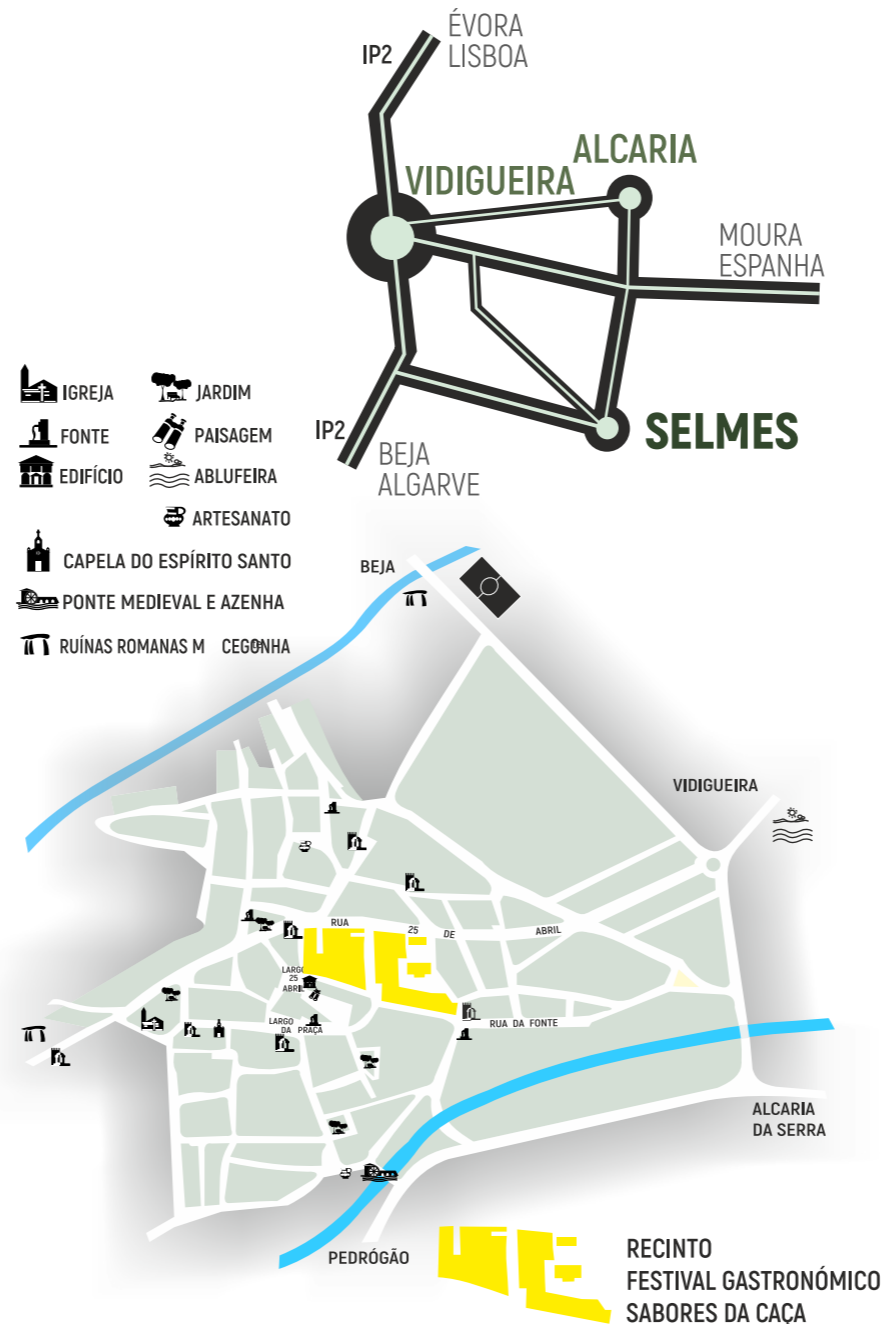 ÉVORA
LISBOA
IP2
ALCARIA
VIDIGUEIRA
MOURA
ESPANHA
IGREJA
JARDIM
FONTE
PAISAGEM
IP2
SELMES
EDIFÍCIO
ABLUFEIRA
BEJA
ALGARVE
ARTESANATO
CAPELA DO ESPÍRITO SANTO
BEJA
PONTE MEDIEVAL E AZENHA
RUÍNAS ROMANAS M CEGONHA
VIDIGUEIRA
RUA 25 DE ABRIL
LARGO
25
ABRIL
LARGO
DA PRAÇA
RUA DA FONTE
ALCARIA
DA SERRA
PEDRÓGÃO
RECINTO
FESTIVAL GASTRONÓMICO
SABORES DA CAÇA